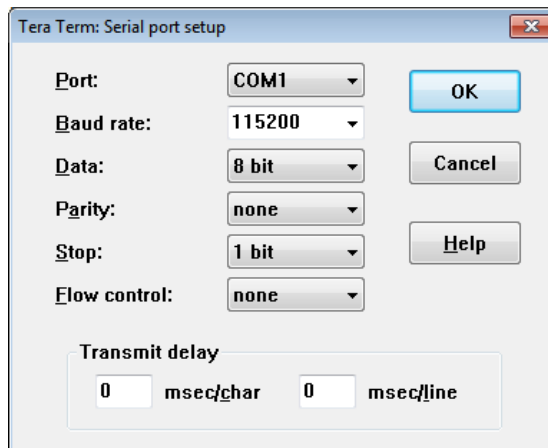 Tera Term: Serial port setup
Port: COM1
OK
Baud rate: 115200
Data: 8 bit
Cancel
Parity: none
Stop: 1 bit
Help
Flow control: none
Transmit delay
0 msec/char 0 msec/line